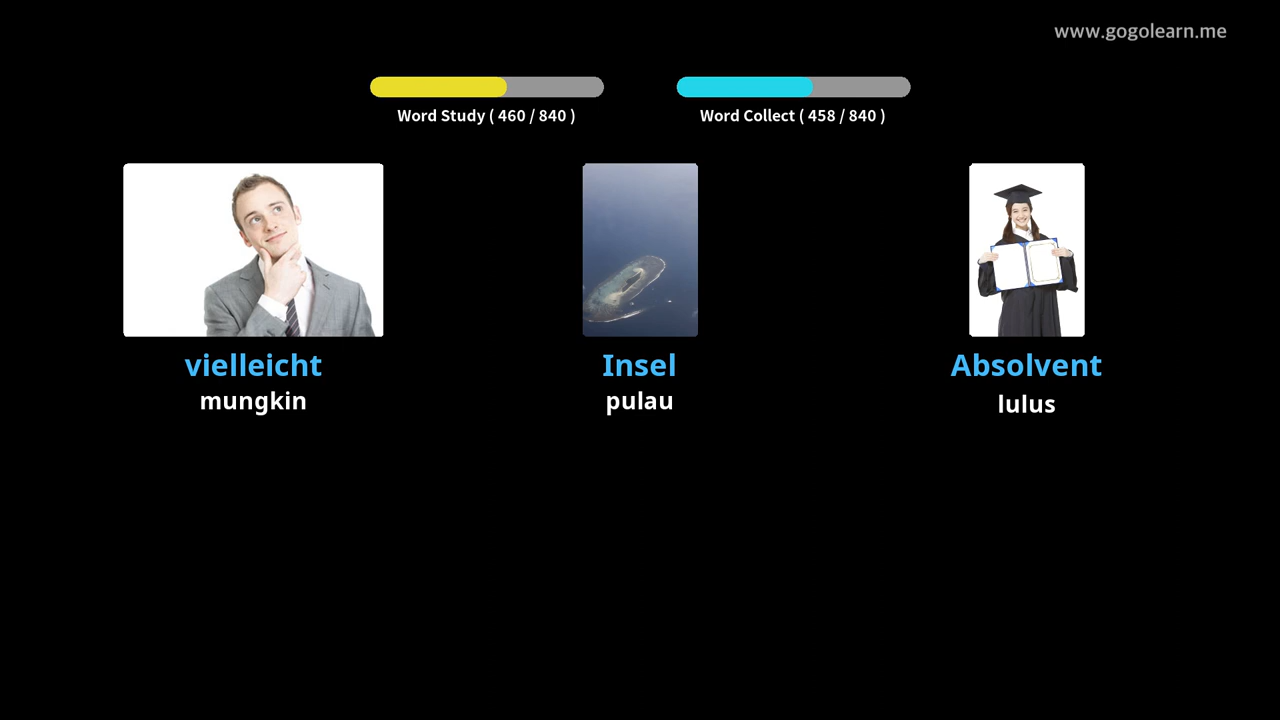 www.gogolearn.me
Word Study ( 460 / 840 )
Word Collect ( 458 / 840 )
vielleicht
mungkin
Insel
pulau
Absolvent
lulus